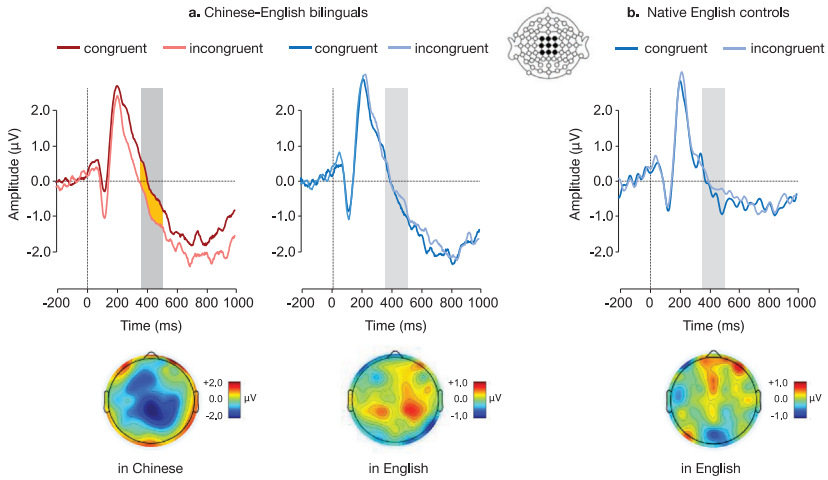 a. Chinese–English bilinguals
b. Native English controls
congruent incongruent congruent incongruent congruent incongruent
Amplitude (μV)
2.0
1.0
0.0
-1.0
-2.0
-200 0 200 400 600 800 1000
Time (ms)
2.0
1.0
0.0
-1.0
-2.0
-200 0 200 400 600 800 1000
Time (ms)
Amplitude (μV)
2.0
1.0
0.0
-1.0
-2.0
-200 0 200 400 600 800 1000
Time (ms)
+2,0
0.0
-2,0
μV
in Chinese
+1,0
0.0
-1,0
μV
in English
+1,0
0.0
-1,0
μV
in English